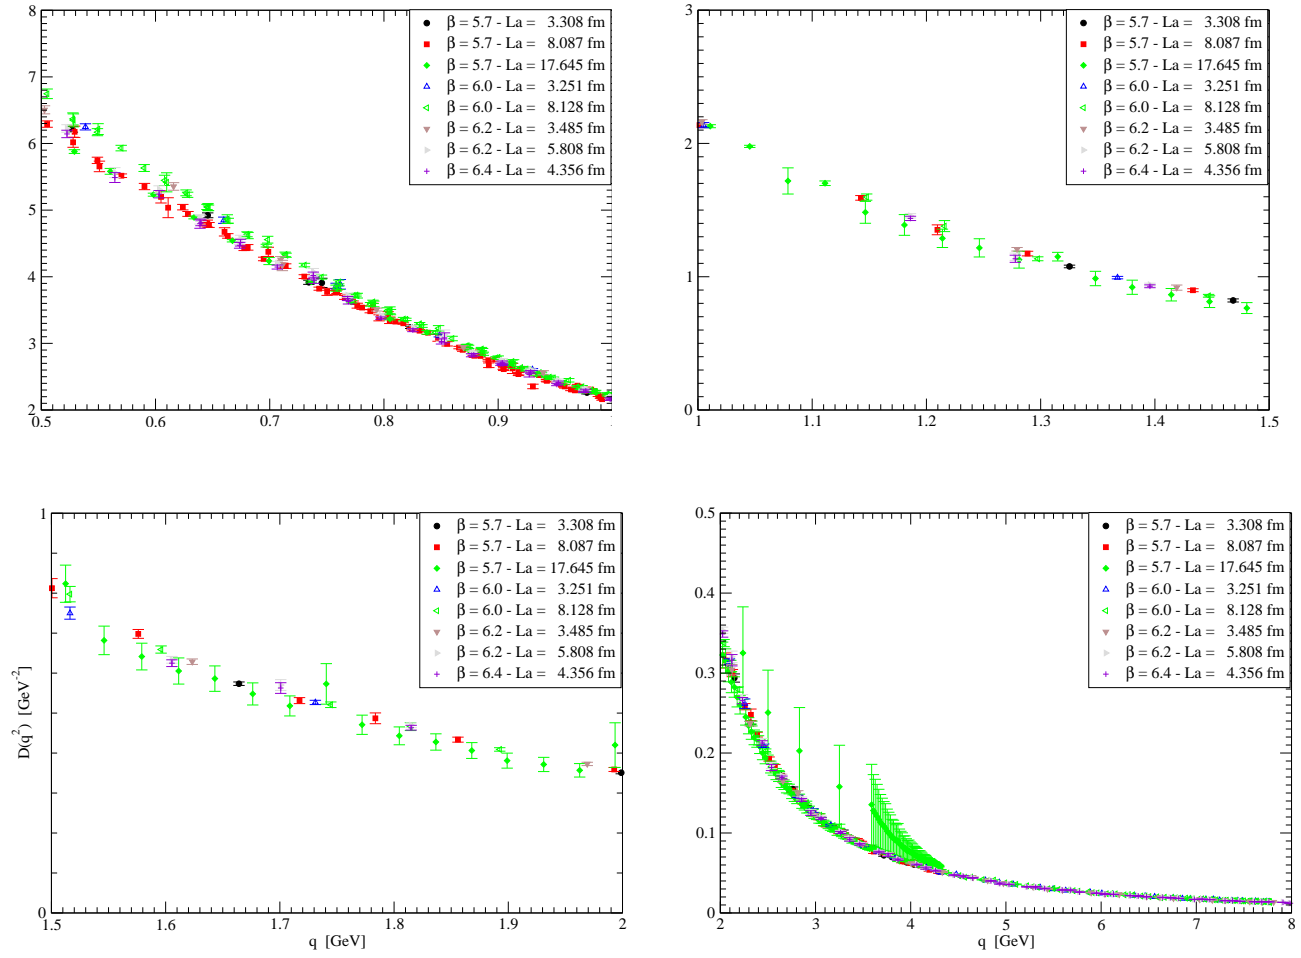 8
7
6
5
4
3
2
0.5 0.6 0.7 0.8 0.9 1
β = 5.7 - La = 3.308 fm
β = 5.7 - La = 8.087 fm
β = 5.7 - La = 17.645 fm
β = 6.0 - La = 3.251 fm
β = 6.0 - La = 8.128 fm
β = 6.2 - La = 3.485 fm
β = 6.2 - La = 5.808 fm
β = 6.4 - La = 4.356 fm
3
2
1
0
1 1.1 1.2 1.3 1.4 1.5
β = 5.7 - La = 3.308 fm
β = 5.7 - La = 8.087 fm
β = 5.7 - La = 17.645 fm
β = 6.0 - La = 3.251 fm
β = 6.0 - La = 8.128 fm
β = 6.2 - La = 3.485 fm
β = 6.2 - La = 5.808 fm
β = 6.4 - La = 4.356 fm
1
0
D(q²) [GeV⁻²]
1.5 1.6 1.7 1.8 1.9 2
q [GeV]
β = 5.7 - La = 3.308 fm
β = 5.7 - La = 8.087 fm
β = 5.7 - La = 17.645 fm
β = 6.0 - La = 3.251 fm
β = 6.0 - La = 8.128 fm
β = 6.2 - La = 3.485 fm
β = 6.2 - La = 5.808 fm
β = 6.4 - La = 4.356 fm
0.5
0.4
0.3
0.2
0.1
0
2 3 4 5 6 7 8
q [GeV]
β = 5.7 - La = 3.308 fm
β = 5.7 - La = 8.087 fm
β = 5.7 - La = 17.645 fm
β = 6.0 - La = 3.251 fm
β = 6.0 - La = 8.128 fm
β = 6.2 - La = 3.485 fm
β = 6.2 - La = 5.808 fm
β = 6.4 - La = 4.356 fm